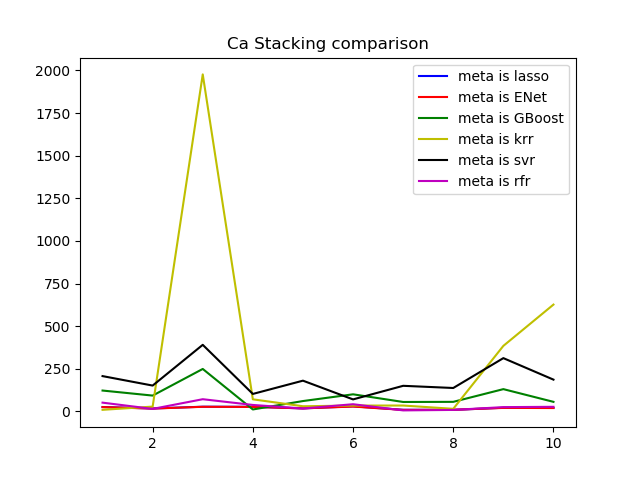 Ca Stacking comparison
2000
1750
1500
1250
1000
750
500
250
0
2
4
6
8
10
meta is lasso
meta is ENet
meta is GBoost
meta is krr
meta is svr
meta is rfr